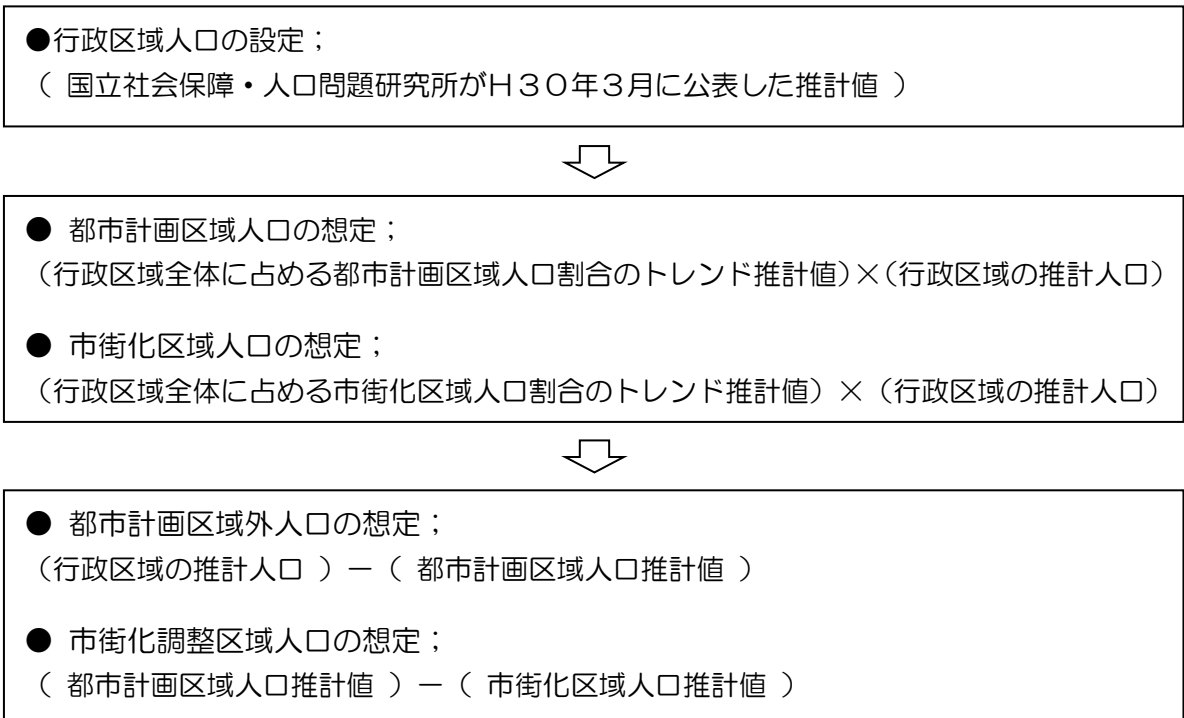 ●行政区域人口の設定；
（ 国立社会保障・人口問題研究所がＨ３０年３月に公表した推計値 ）
● 都市計画区域人口の想定；
（行政区域全体に占める都市計画区域人口割合のトレンド推計値）×（行政区域の推計人口）
● 市街化区域人口の想定；
（行政区域全体に占める市街化区域人口割合のトレンド推計値）×（行政区域の推計人口）
● 都市計画区域外人口の想定；
（行政区域の推計人口 ）－（ 都市計画区域人口推計値 ）
● 市街化調整区域人口の想定；
（ 都市計画区域人口推計値 ）－（ 市街化区域人口推計値 ）